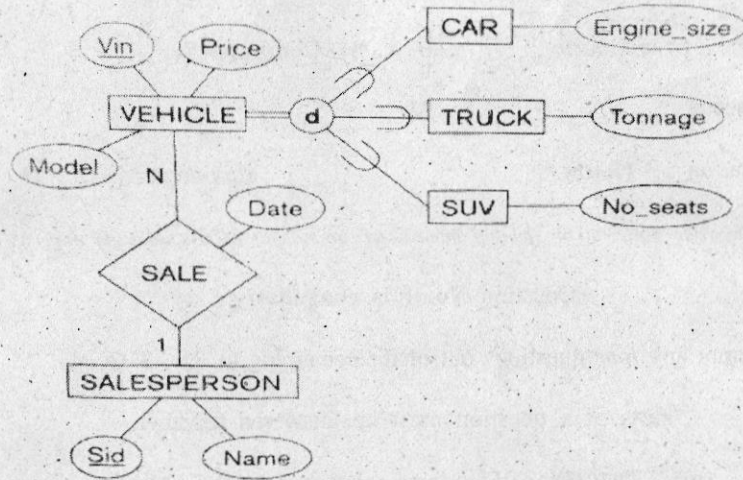 CAR
Engine_size
Vin
Price
VEHICLE
d
TRUCK
Tonnage
Model
N
Date
SUV
No_seats
SALE
1
SALESPERSON
Sid
Name